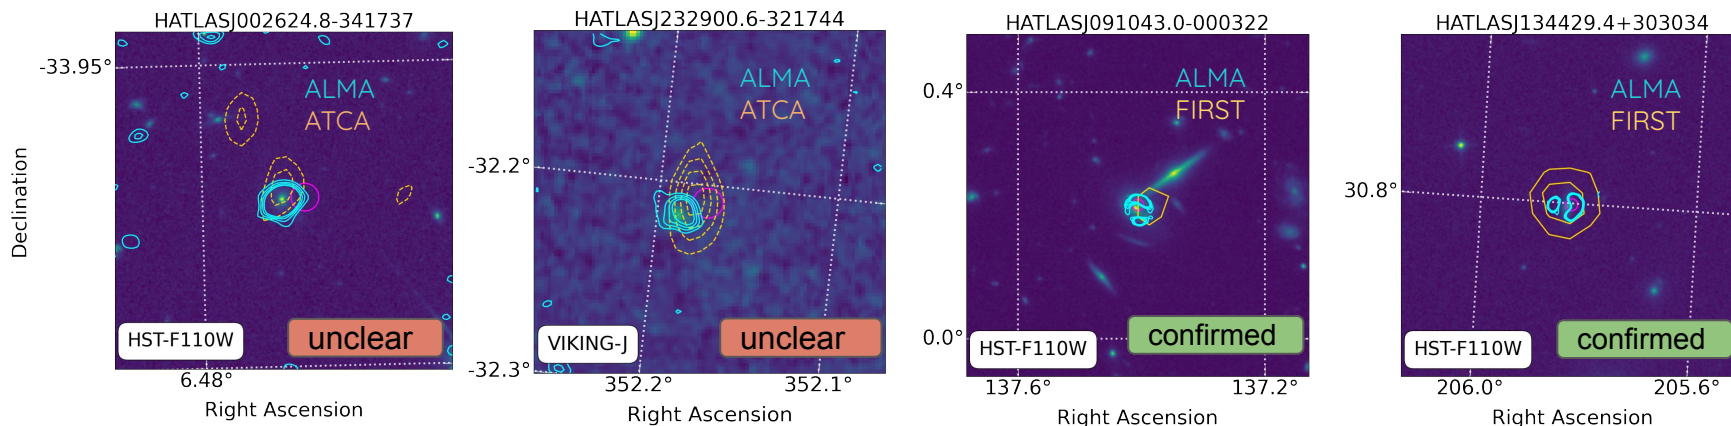 HATLASJ002624.8-341737
-33.95°
ALMA
ATCA
Declination
HST-F110W
unclear
6.48°
Right Ascension
HATLASJ232900.6-321744
ALMA
ATCA
-32.2°
VIKING-J
unclear
-32.3°
352.2°
352.1°
Right Ascension
HATLASJ091043.0-000322
0.4°
ALMA
FIRST
0.0°
HST-F110W
confirmed
137.6°
137.2°
Right Ascension
HATLASJ134429.4+303034
ALMA
FIRST
30.8°
HST-F110W
confirmed
206.0°
205.6°
Right Ascension